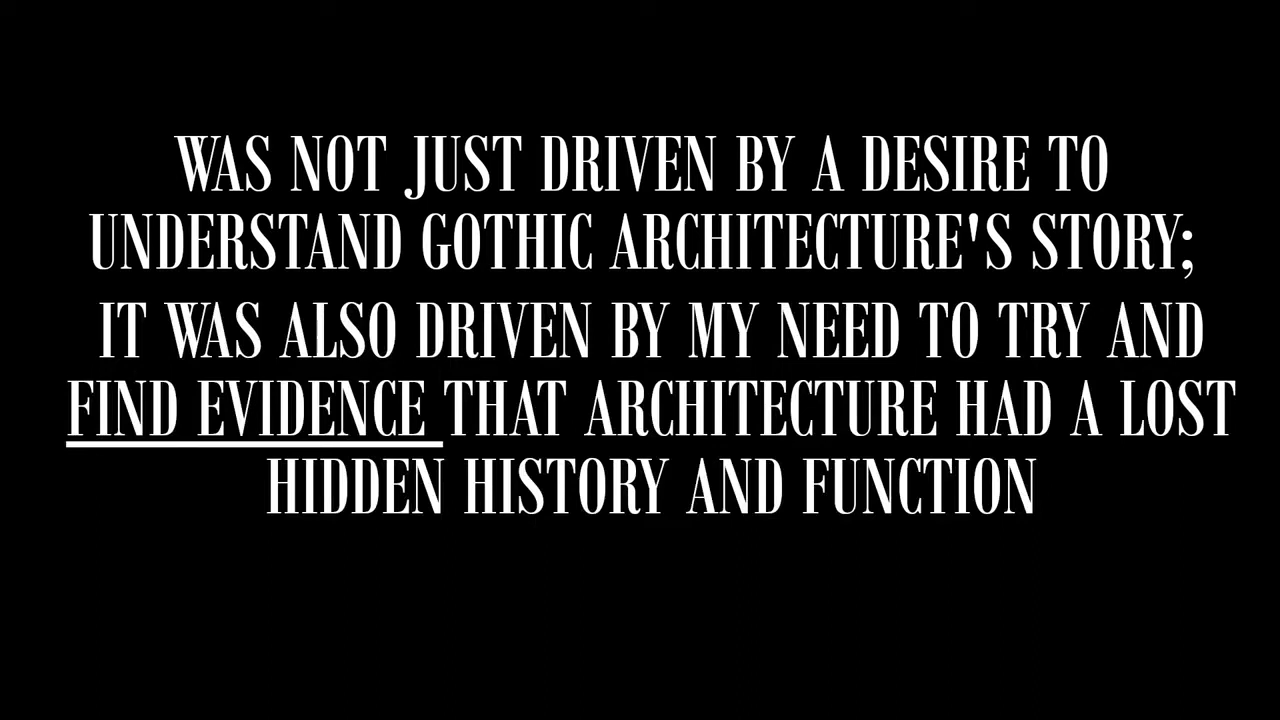 WAS NOT JUST DRIVEN BY A DESIRE TO
UNDERSTAND GOTHIC ARCHITECTURE'S STORY;
IT WAS ALSO DRIVEN BY MY NEED TO TRY AND
FIND EVIDENCE THAT ARCHITECTURE HAD A LOST
HIDDEN HISTORY AND FUNCTION